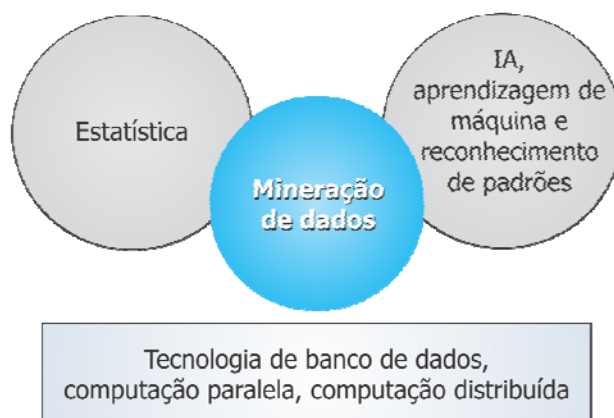 Estatística
IA,
aprendizagem de
máquina e
reconhecimento
de padrões
Mineração
de dados
Tecnologia de banco de dados,
computação paralela, computação distribuída